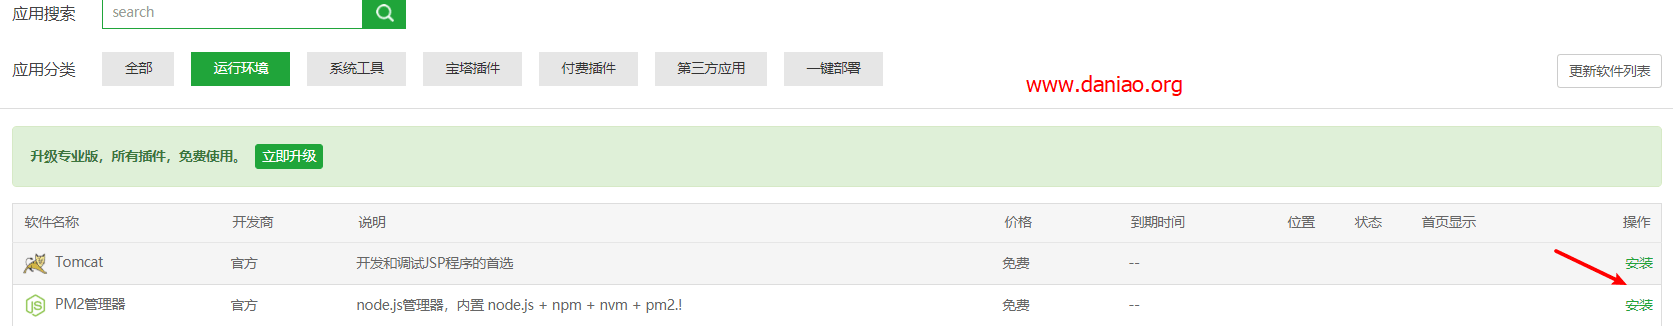 应用搜索 search
应用分类 全部 运行环境 系统工具 宝塔插件 付费插件 第三方应用 一键部署 更新软件列表
www.daniao.org
升级专业版，所有插件，免费使用。 立即升级
软件名称 开发商 说明 价格 到期时间 位置 状态 首页显示 操作
Tomcat 官方 开发和调试JSP程序的首选 免费 -- 安装
JS PM2管理器 官方 node.js管理器，内置 node.js + npm + nvm + pm2.! 免费 -- 安装